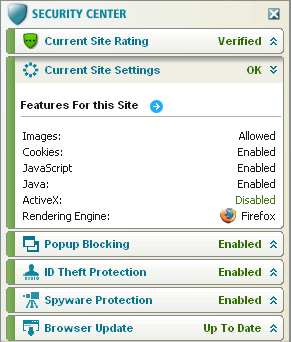 SECURITY CENTER
Current Site Rating Verified
Current Site Settings OK
Features For this Site
Images: Allowed
Cookies: Enabled
JavaScript Enabled
Java: Enabled
ActiveX: Disabled
Rendering Engine: Firefox
Popup Blocking Enabled
ID Theft Protection Enabled
Spyware Protection Enabled
Browser Update Up To Date